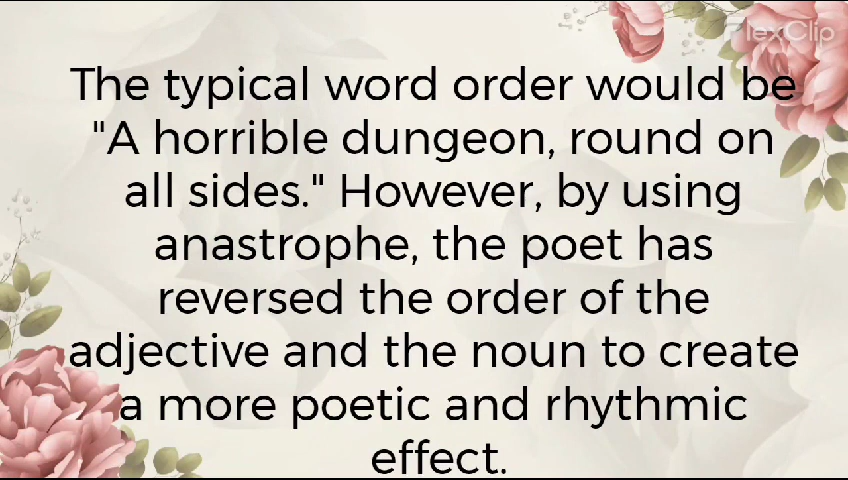 FlexClip
The typical word order would be
"A horrible dungeon, round on
all sides." However, by using
anastrophe, the poet has
reversed the order of the
adjective and the noun to create
a more poetic and rhythmic
effect.